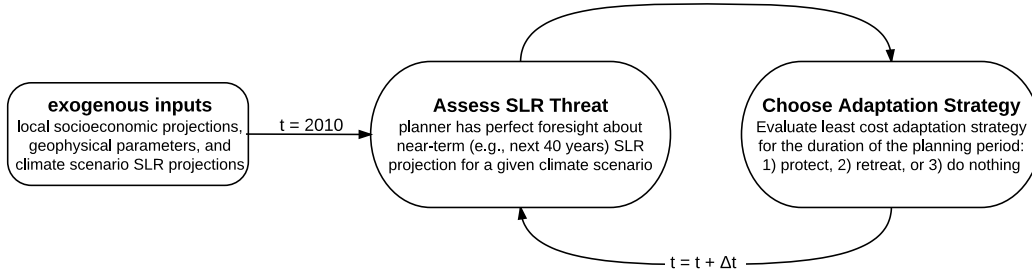 exogenous inputs
local socioeconomic projections,
geophysical parameters, and
climate scenario SLR projections
t = 2010
Assess SLR Threat
planner has perfect foresight about
near-term (e.g., next 40 years) SLR
projection for a given climate scenario
Choose Adaptation Strategy
Evaluate least cost adaptation strategy
for the duration of the planning period:
1) protect, 2) retreat, or 3) do nothing
t = t + Δt